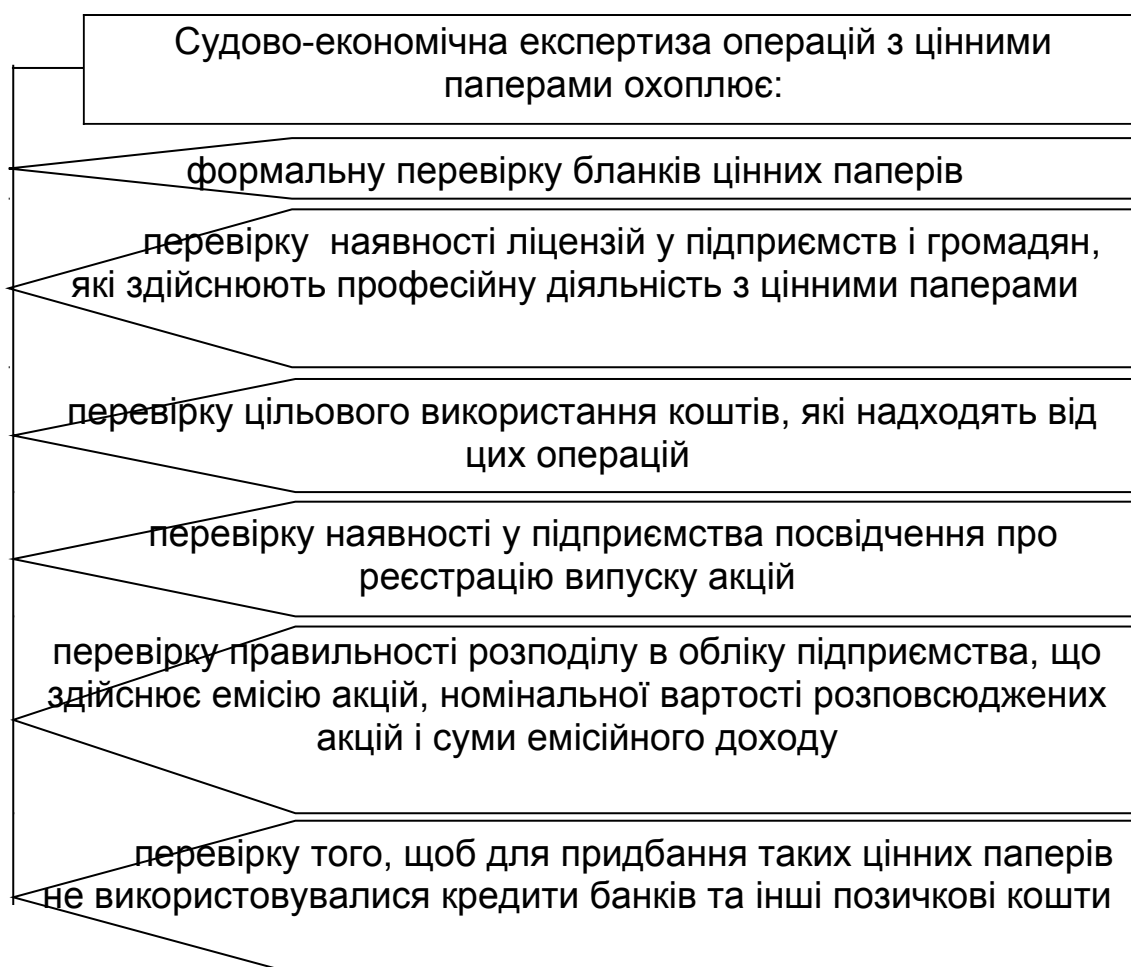 Судово-економічна експертиза операцій з цінними
паперами охоплює:
формальну перевірку бланків цінних паперів
перевірку наявності ліцензій у підприємств і громадян,
які здійснюють професійну діяльність з цінними паперами
перевірку цільового використання коштів, які надходять від
цих операцій
перевірку наявності у підприємства посвідчення про
реєстрацію випуску акцій
перевірку правильності розподілу в обліку підприємства, що
здійснює емісію акцій, номінальної вартості розповсюджених
акцій і суми емісійного доходу
перевірку того, щоб для придбання таких цінних паперів
не використовувалися кредити банків та інші позичкові кошти